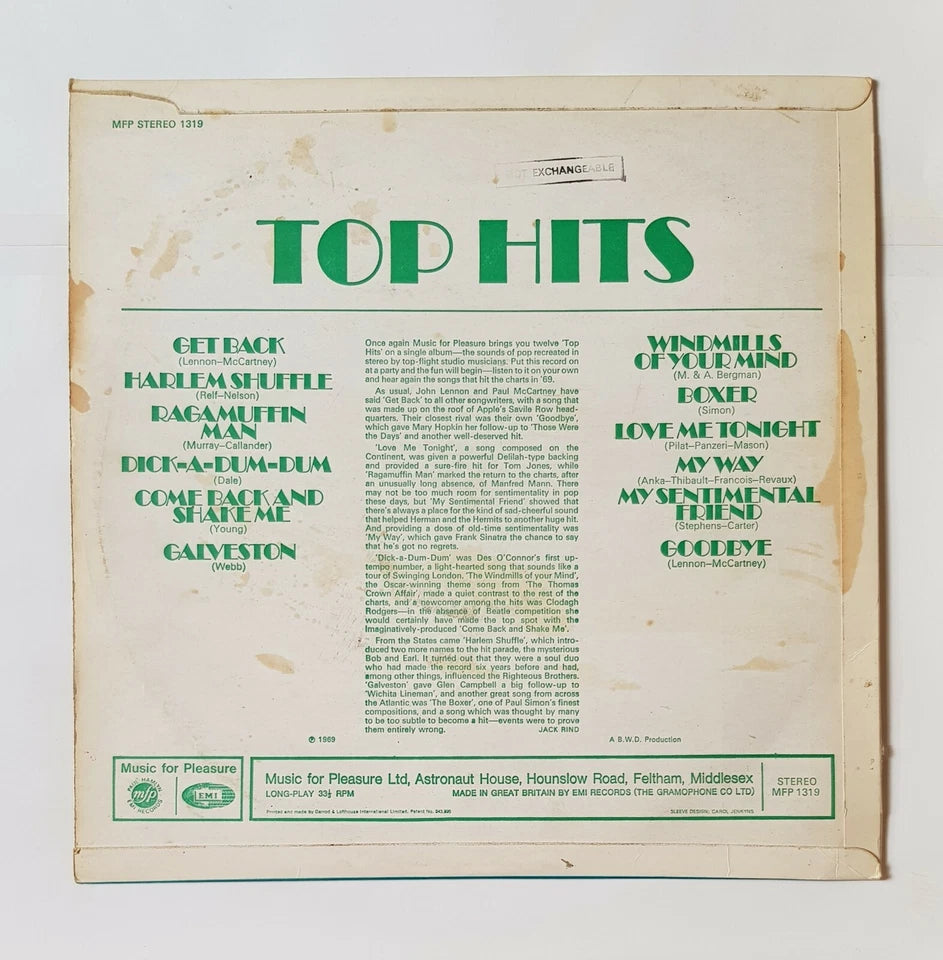 MFP STEREO 1319
EXCHANGEABLE
TOP HITS
GET BACK
(Lennon–McCartney)
HARLEM SHUFFLE
(Relf–Nelson)
RAGAMUFFIN
MAN
(Murray–Callander)
DICK-A-DUM-DUM
(Dale)
COME BACK AND
SHAKE ME
(Young)
GALVESTON
(Webb)
Once again Music for Pleasure brings you twelve 'Top
Hits' on a single album—the sounds of pop recreated in
stereo by top-flight studio musicians. Put this record on
at a party and the fun will begin—listen to it on your own
and hear again the songs that hit the charts in '69.
As usual, John Lennon and Paul McCartney have
said 'Get Back' to all other songwriters, with a song that
was made up on the roof of Apple's Savile Row head-
quarters. Their closest rival was their own 'Goodbye',
which gave Mary Hopkin her follow-up to 'Those Were
the Days' and another well-deserved hit.
'Love Me Tonight', a song composed on the
Continent, was given a powerful Delilah-type backing
and provided a sure-fire hit for Tom Jones, while
'Ragamuffin Man' marked the return to the charts, after
an unusually long absence, of Manfred Mann. There
may not be too much room for sentimentality in pop
these days, but 'My Sentimental Friend' showed that
there's always a place for the kind of sad-cheerful sound
that helped Herman and the Hermits to another huge hit.
And providing a dose of old-time sentimentality was
'My Way', which gave Frank Sinatra the chance to say
that he's got no regrets.
'Dick-a-Dum-Dum' was Des O'Connor's first up-
tempo number, a light-hearted song that sounds like a
tour of Swinging London. 'The Windmills of your Mind',
the Oscar-winning theme song from 'The Thomas
Crown Affair', made a quiet contrast to the rest of the
charts, and a newcomer among the hits was Clodagh
Rodgers—in the absence of Beatle competition she
would certainly have made the top spot with the
imaginatively-produced 'Come Back and Shake Me'.
From the States came 'Harlem Shuffle', which intro-
duced two more names to the hit parade, the mysterious
Bob and Earl. It turned out that they were a soul duo
who had made the record six years before and had,
among other things, influenced the Righteous Brothers.
'Galveston' gave Glen Campbell a big follow-up to
'Wichita Lineman', and another great song from across
the Atlantic was 'The Boxer', one of Paul Simon's finest
compositions, and a song which was thought by many
to be too subtle to become a hit—events were to prove
them entirely wrong. JACK RIND
WINDMILLS
OF YOUR MIND
(M. & A. Bergman)
BOXER
(Simon)
LOVE ME TONIGHT
(Pilat–Panzeri–Mason)
MY WAY
(Anka–Thibault–Francois–Revaux)
MY SENTIMENTAL
FRIEND
(Stephens–Carter)
GOODBYE
(Lennon–McCartney)
℗ 1969
A B.W.D. Production
Music for Pleasure
mfp
EMI
Music for Pleasure Ltd, Astronaut House, Hounslow Road, Feltham, Middlesex
LONG-PLAY 33⅓ RPM MADE IN GREAT BRITAIN BY EMI RECORDS (THE GRAMOPHONE CO LTD)
Printed and made by Garrod & Lofthouse International Limited. Patent No. 943,895 SLEEVE DESIGN: CAROL JENKINS
STEREO
MFP 1319